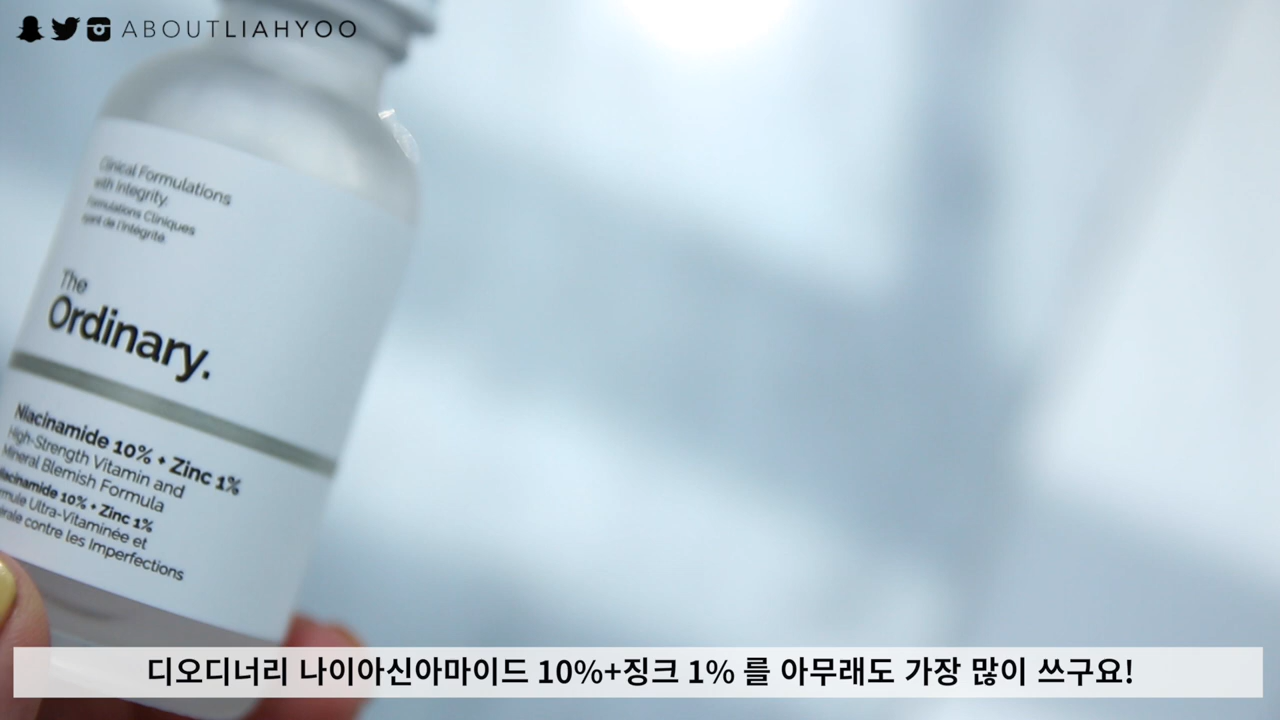 ABOUTLIAHYOO
Clinical Formulations
with Integrity.
Formulations Cliniques
ayant de l'Intégrité.
The
Ordinary.
Niacinamide 10% + Zinc 1%
High-Strength Vitamin and
Mineral Blemish Formula
Niacinamide 10% + Zinc 1%
Ultra-Vitaminée et
contre les Imperfections
디오디너리 나이아신아마이드 10%+징크 1% 를 아무래도 가장 많이 쓰구요!